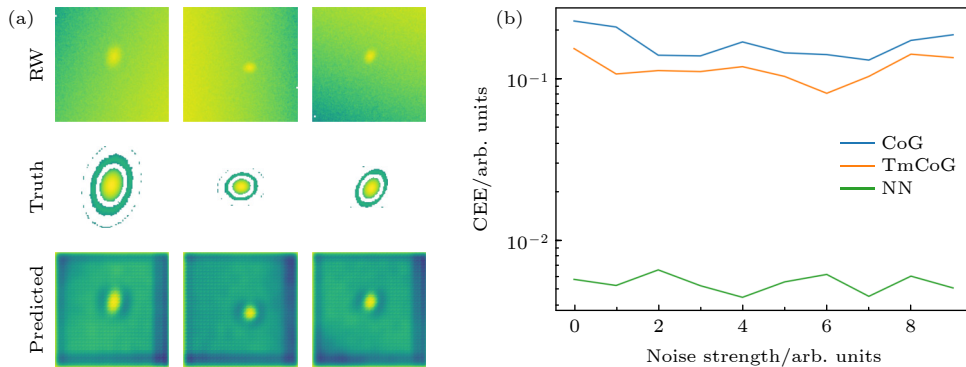 (a)
RW
Truth
Predicted
(b)
CEE/arb. units
10⁻¹
10⁻²
CoG
TmCoG
NN
0 2 4 6 8
Noise strength/arb. units